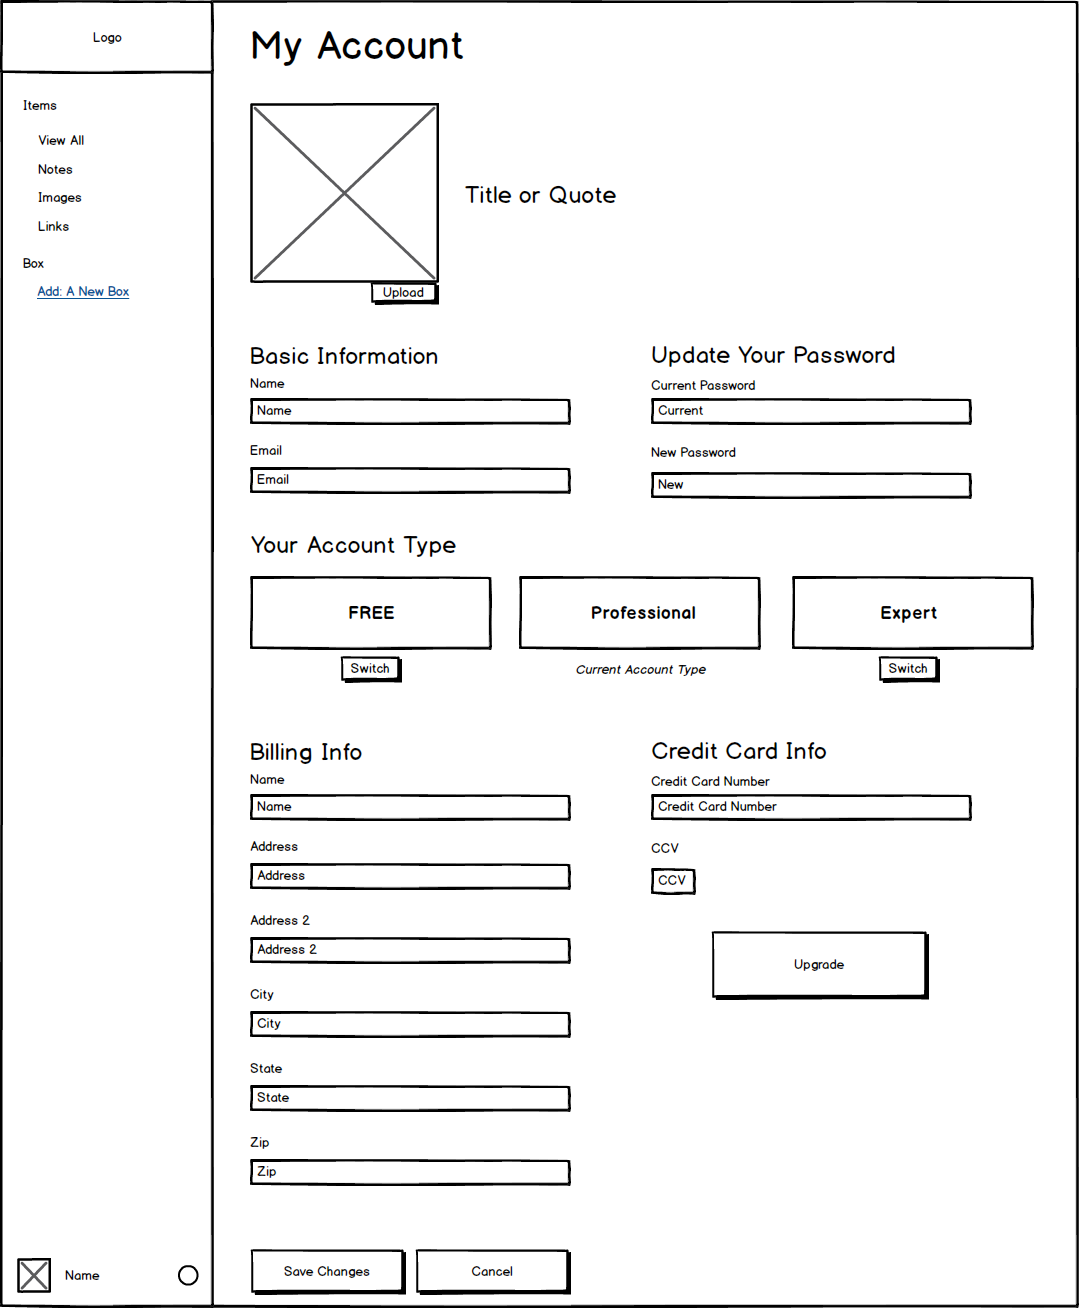 Logo
Items
View All
Notes
Images
Links
Box
Add: A New Box
Name
My Account
Title or Quote
Upload
Basic Information
Name
Name
Email
Email
Update Your Password
Current Password
Current
New Password
New
Your Account Type
FREE
Switch
Professional
Current Account Type
Expert
Switch
Billing Info
Name
Name
Address
Address
Address 2
Address 2
City
City
State
State
Zip
Zip
Credit Card Info
Credit Card Number
Credit Card Number
CCV
CCV
Upgrade
Save Changes
Cancel